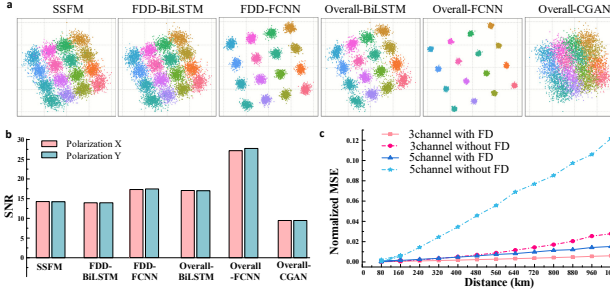 a
SSFM FDD-BiLSTM FDD-FCNN Overall-BiLSTM Overall-FCNN Overall-CGAN
b
30
25
20
15
10
5
0
SNR
Polarization X
Polarization Y
SSFM
FDD-
BiLSTM
FDD-
FCNN
Overall-
BiLSTM
Overall
-FCNN
Overall-
CGAN
c
0.12
0.10
0.08
0.06
0.04
0.02
0.00
Normalized MSE
3channel with FD
3channel without FD
5channel with FD
5channel without FD
0 80 160 240 320 400 480 560 640 720 800 880 960
Distance (km)